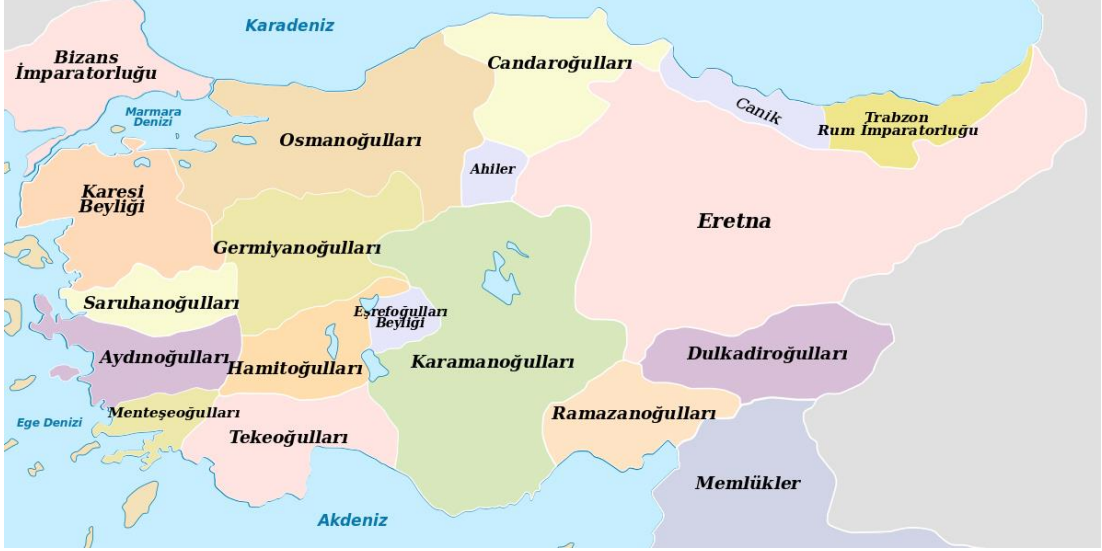 Karadeniz
Bizans
İmparatorluğu
Candaroğulları
Marmara
Denizi
Canik
Trabzon
Rum İmparatorluğu
Osmanoğulları
Ahiler
Karesi
Beyliği
Eretna
Germiyanoğulları
Saruhanoğulları
Eşrefoğulları
Beyliği
Aydınoğulları
Hamitoğulları
Karamanoğulları
Dulkadiroğulları
Menteşeoğulları
Ramazanoğulları
Ege Denizi
Tekeoğulları
Memlükler
Akdeniz